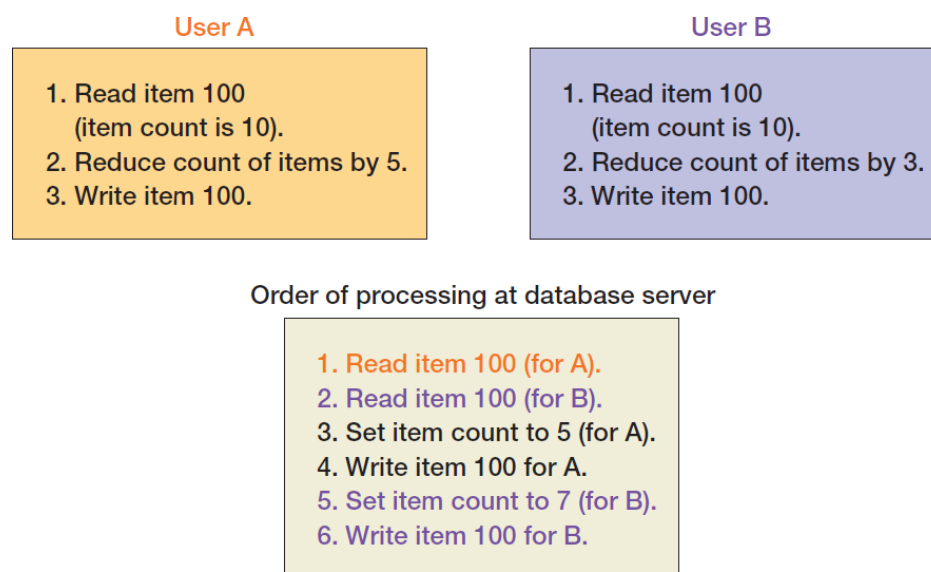 User A
1. Read item 100
(item count is 10).
2. Reduce count of items by 5.
3. Write item 100.
User B
1. Read item 100
(item count is 10).
2. Reduce count of items by 3.
3. Write item 100.
Order of processing at database server
1. Read item 100 (for A).
2. Read item 100 (for B).
3. Set item count to 5 (for A).
4. Write item 100 for A.
5. Set item count to 7 (for B).
6. Write item 100 for B.